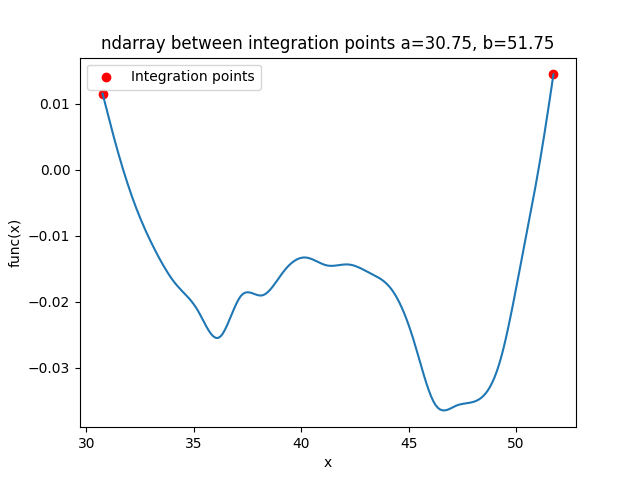 ndarray between integration points a=30.75, b=51.75
Integration points
0.01
0.00
−0.01
−0.02
−0.03
func(x)
30 35 40 45 50
x